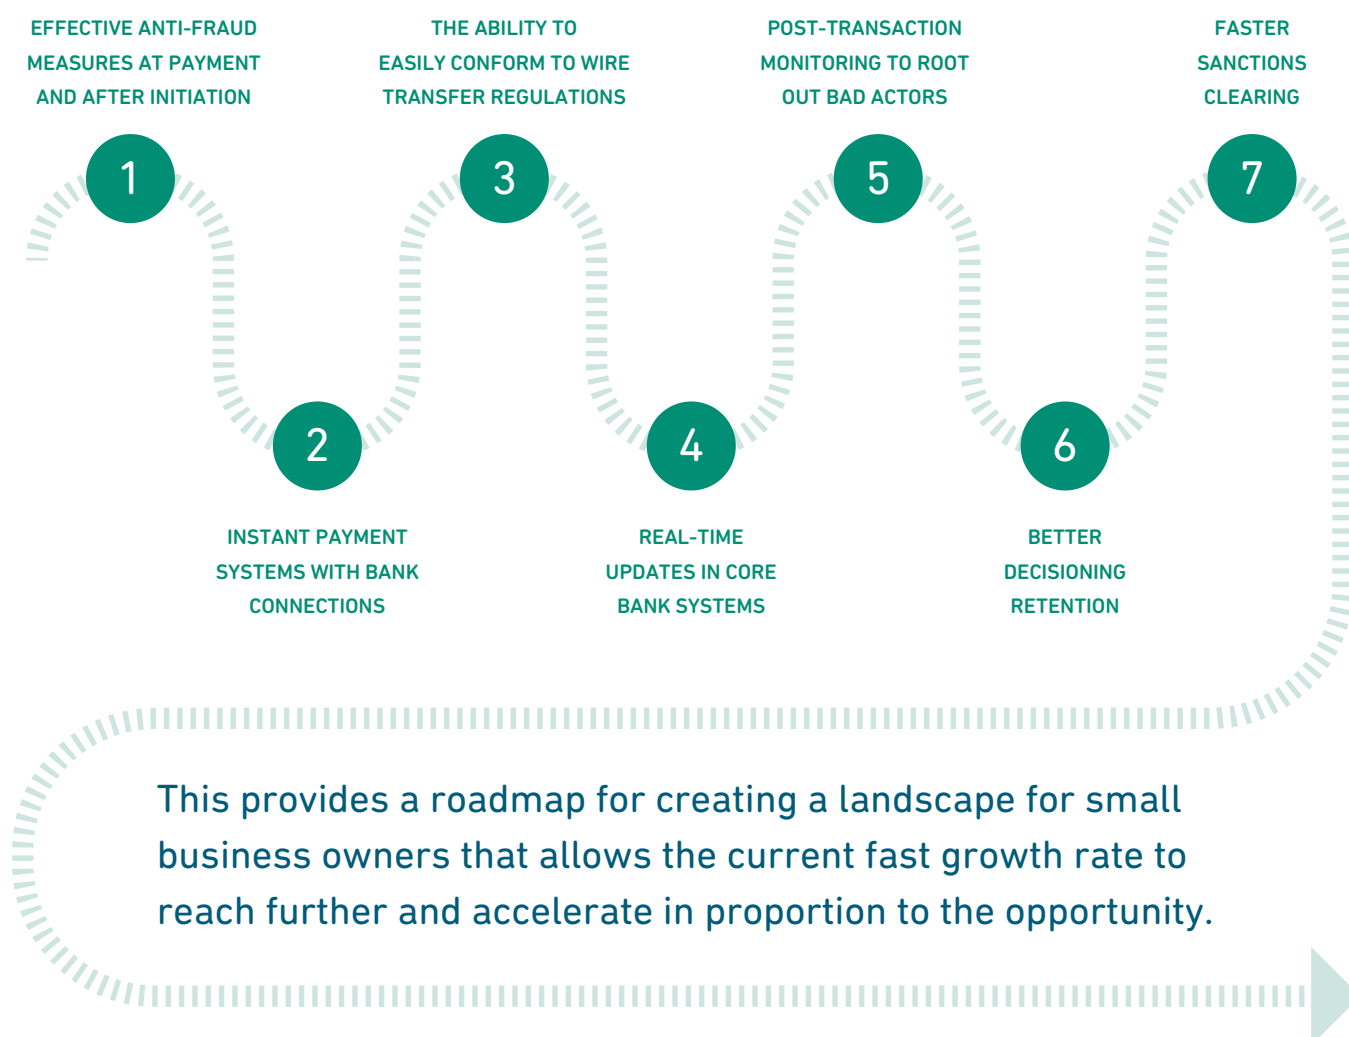 EFFECTIVE ANTI-FRAUD
MEASURES AT PAYMENT
AND AFTER INITIATION
1
INSTANT PAYMENT
SYSTEMS WITH BANK
CONNECTIONS
2
THE ABILITY TO
EASILY CONFORM TO WIRE
TRANSFER REGULATIONS
3
REAL-TIME
UPDATES IN CORE
BANK SYSTEMS
4
POST-TRANSACTION
MONITORING TO ROOT
OUT BAD ACTORS
5
BETTER
DECISIONING
RETENTION
6
FASTER
SANCTIONS
CLEARING
7
This provides a roadmap for creating a landscape for small
business owners that allows the current fast growth rate to
reach further and accelerate in proportion to the opportunity.